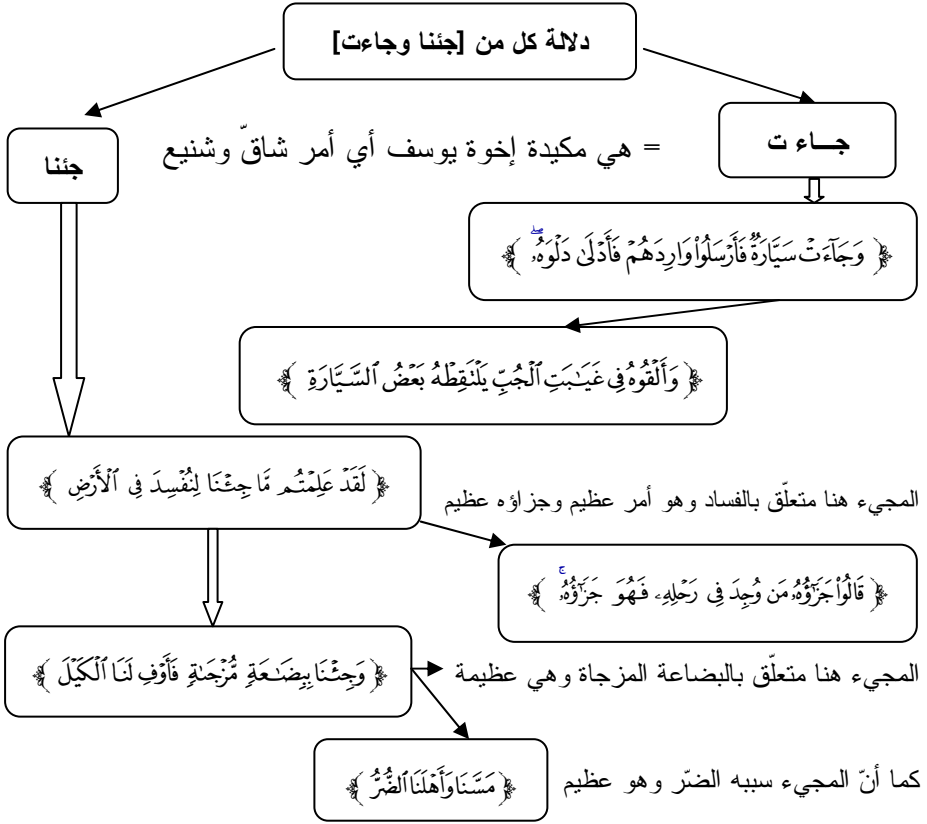 دلالة كل من [جئنا وجاءت]
جـــاء ت
= هي مكيدة إخوة يوسف أي أمر شاقّ وشنيع
جئنا
﴿ وَجَآءَتۡ سَيَّارَةٞ فَأَرۡسَلُواْ وَارِدَهُمۡ فَأَدۡلَىٰ دَلۡوَهُۥۖ ﴾
﴿ وَأَلۡقُوهُ فِي غَيَٰبَتِ ٱلۡجُبِّ يَلۡتَقِطۡهُ بَعۡضُ ٱلسَّيَّارَةِ ﴾
﴿ لَقَدۡ عَلِمۡتُم مَّا جِئۡنَا لِنُفۡسِدَ فِي ٱلۡأَرۡضِ ﴾
المجيء هنا متعلّق بالفساد وهو أمر عظيم وجزاؤه عظيم
﴿ قَالُواْ جَزَٰٓؤُهُۥ مَن وُجِدَ فِي رَحۡلِهِۦ فَهُوَ جَزَٰٓؤُهُۥۚ ﴾
المجيء هنا متعلّق بالبضاعة المزجاة وهي عظيمة
﴿ وَجِئۡنَا بِبِضَٰعَةٖ مُّزۡجَىٰةٖ فَأَوۡفِ لَنَا ٱلۡكَيۡلَ ﴾
كما أنّ المجيء سببه الضرّ وهو عظيم
﴿ مَسَّنَا وَأَهۡلَنَا ٱلضُّرُّ ﴾